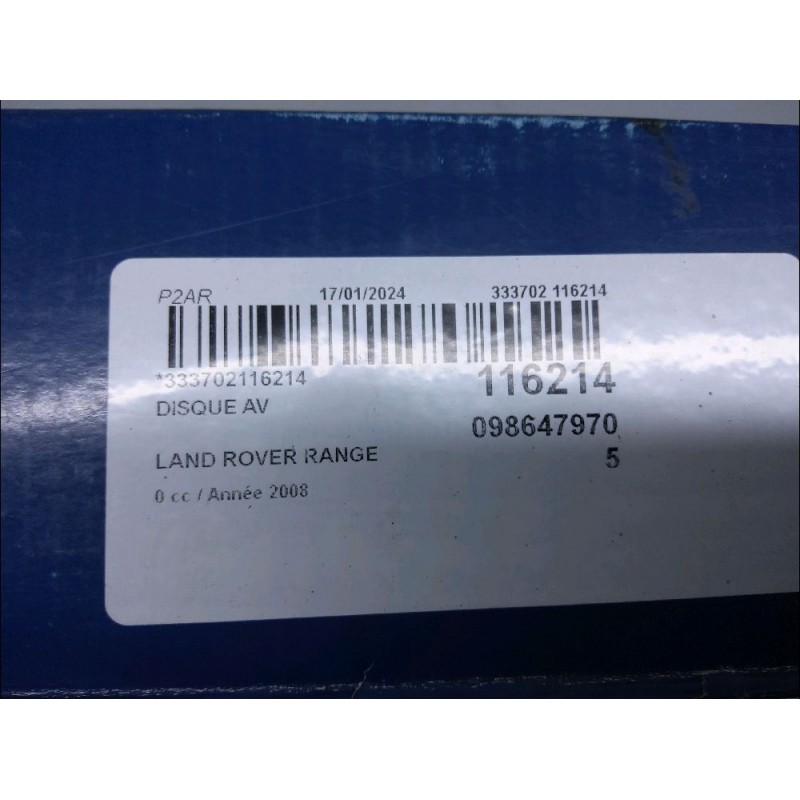 P2AR 17/01/2024 333702 116214
*333702116214 116214
DISQUE AV 098647970
LAND ROVER RANGE 5
0 cc / Année 2008